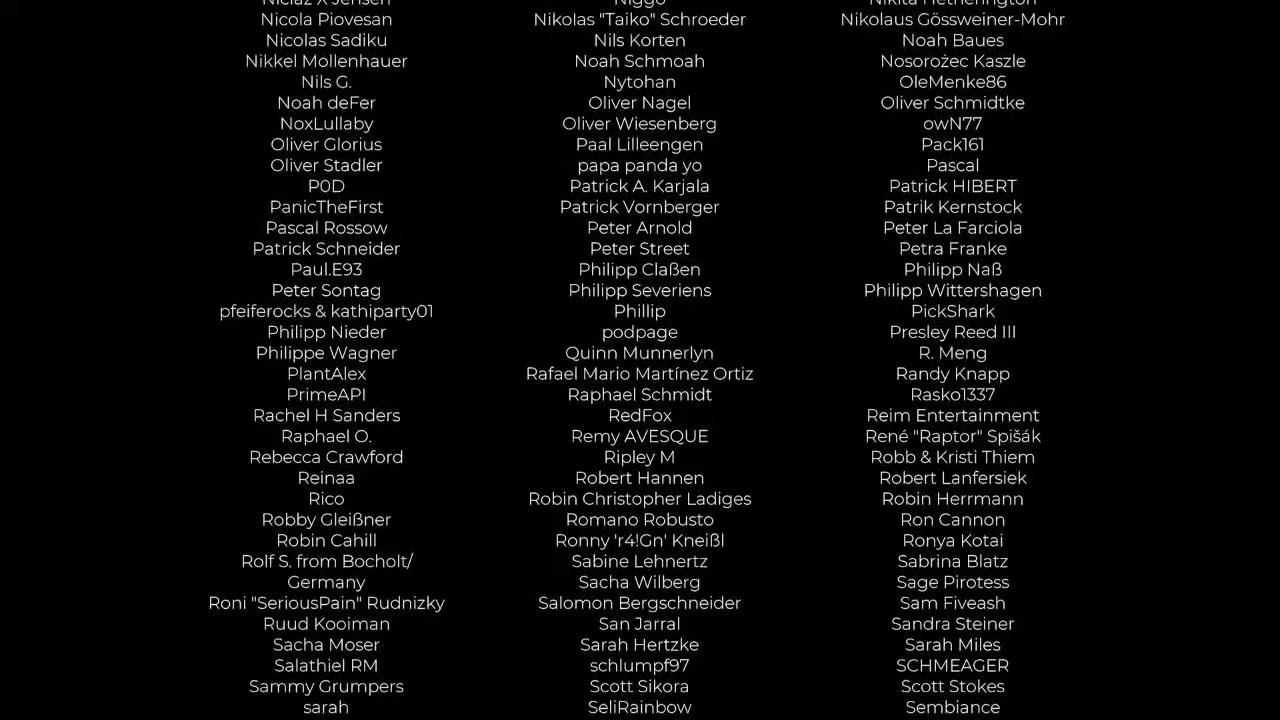 Niclaz X Jensen
Niggo
Nikita Hetherington
Nicola Piovesan
Nikolas "Taiko" Schroeder
Nikolaus Gössweiner-Mohr
Nicolas Sadiku
Nils Korten
Noah Baues
Nikkel Mollenhauer
Noah Schmoah
Nosorożec Kaszle
Nils G.
Nytohan
OleMenke86
Noah deFer
Oliver Nagel
Oliver Schmidtke
NoxLullaby
Oliver Wiesenberg
owN77
Oliver Glorius
Paal Lilleengen
Pack161
Oliver Stadler
papa panda yo
Pascal
P0D
Patrick A. Karjala
Patrick HIBERT
PanicTheFirst
Patrick Vornberger
Patrik Kernstock
Pascal Rossow
Peter Arnold
Peter La Farciola
Patrick Schneider
Peter Street
Petra Franke
Paul.E93
Philipp Claßen
Philipp Naß
Peter Sontag
Philipp Severiens
Philipp Wittershagen
pfeiferocks & kathiparty01
Phillip
PickShark
Philipp Nieder
podpage
Presley Reed III
Philippe Wagner
Quinn Munnerlyn
R. Meng
PlantAlex
Rafael Mario Martínez Ortiz
Randy Knapp
PrimeAPI
Raphael Schmidt
Rasko1337
Rachel H Sanders
RedFox
Reim Entertainment
Raphael O.
Remy AVESQUE
René "Raptor" Spišák
Rebecca Crawford
Ripley M
Robb & Kristi Thiem
Reinaa
Robert Hannen
Robert Lanfersiek
Rico
Robin Christopher Ladiges
Robin Herrmann
Robby Gleißner
Romano Robusto
Ron Cannon
Robin Cahill
Ronny 'r4!Gn' Kneißl
Ronya Kotai
Rolf S. from Bocholt/
Sabine Lehnertz
Sabrina Blatz
Germany
Sacha Wilberg
Sage Pirotess
Roni "SeriousPain" Rudnizky
Salomon Bergschneider
Sam Fiveash
Ruud Kooiman
San Jarral
Sandra Steiner
Sacha Moser
Sarah Hertzke
Sarah Miles
Salathiel RM
schlumpf97
SCHMEAGER
Sammy Grumpers
Scott Sikora
Scott Stokes
sarah
SeliRainbow
Sembiance